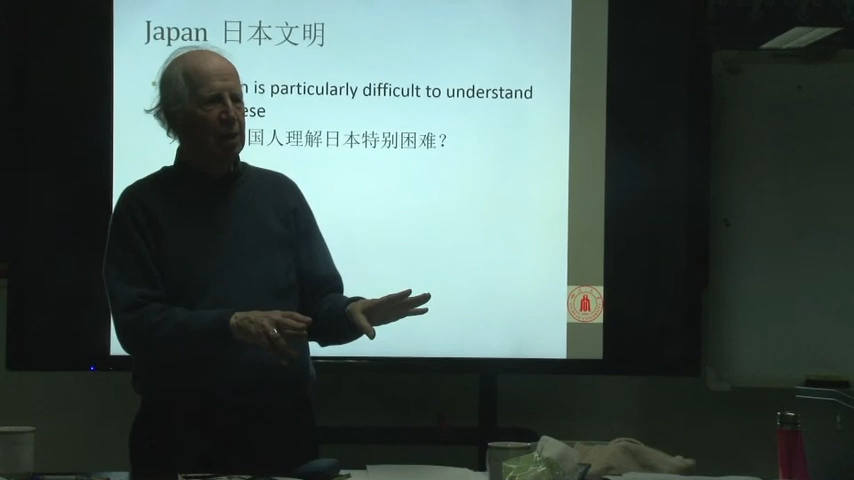 Japan 日本文明
is particularly difficult to understand
ese
国人理解日本特别困难？